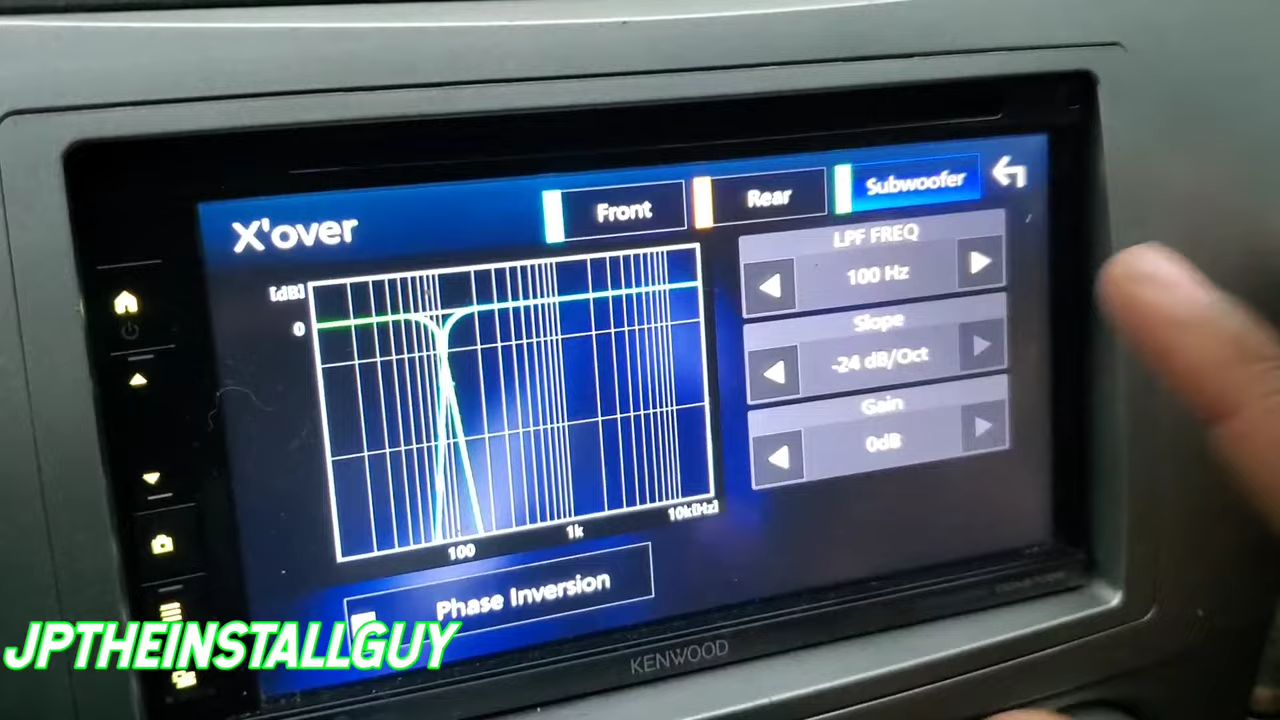 X'over
Front
Rear
Subwoofer
[dB]
0
100
1k
10k[Hz]
LPF FREQ
100 Hz
Slope
-24 dB/Oct
Gain
0dB
Phase Inversion
KENWOOD
JPTHEINSTALLGUY